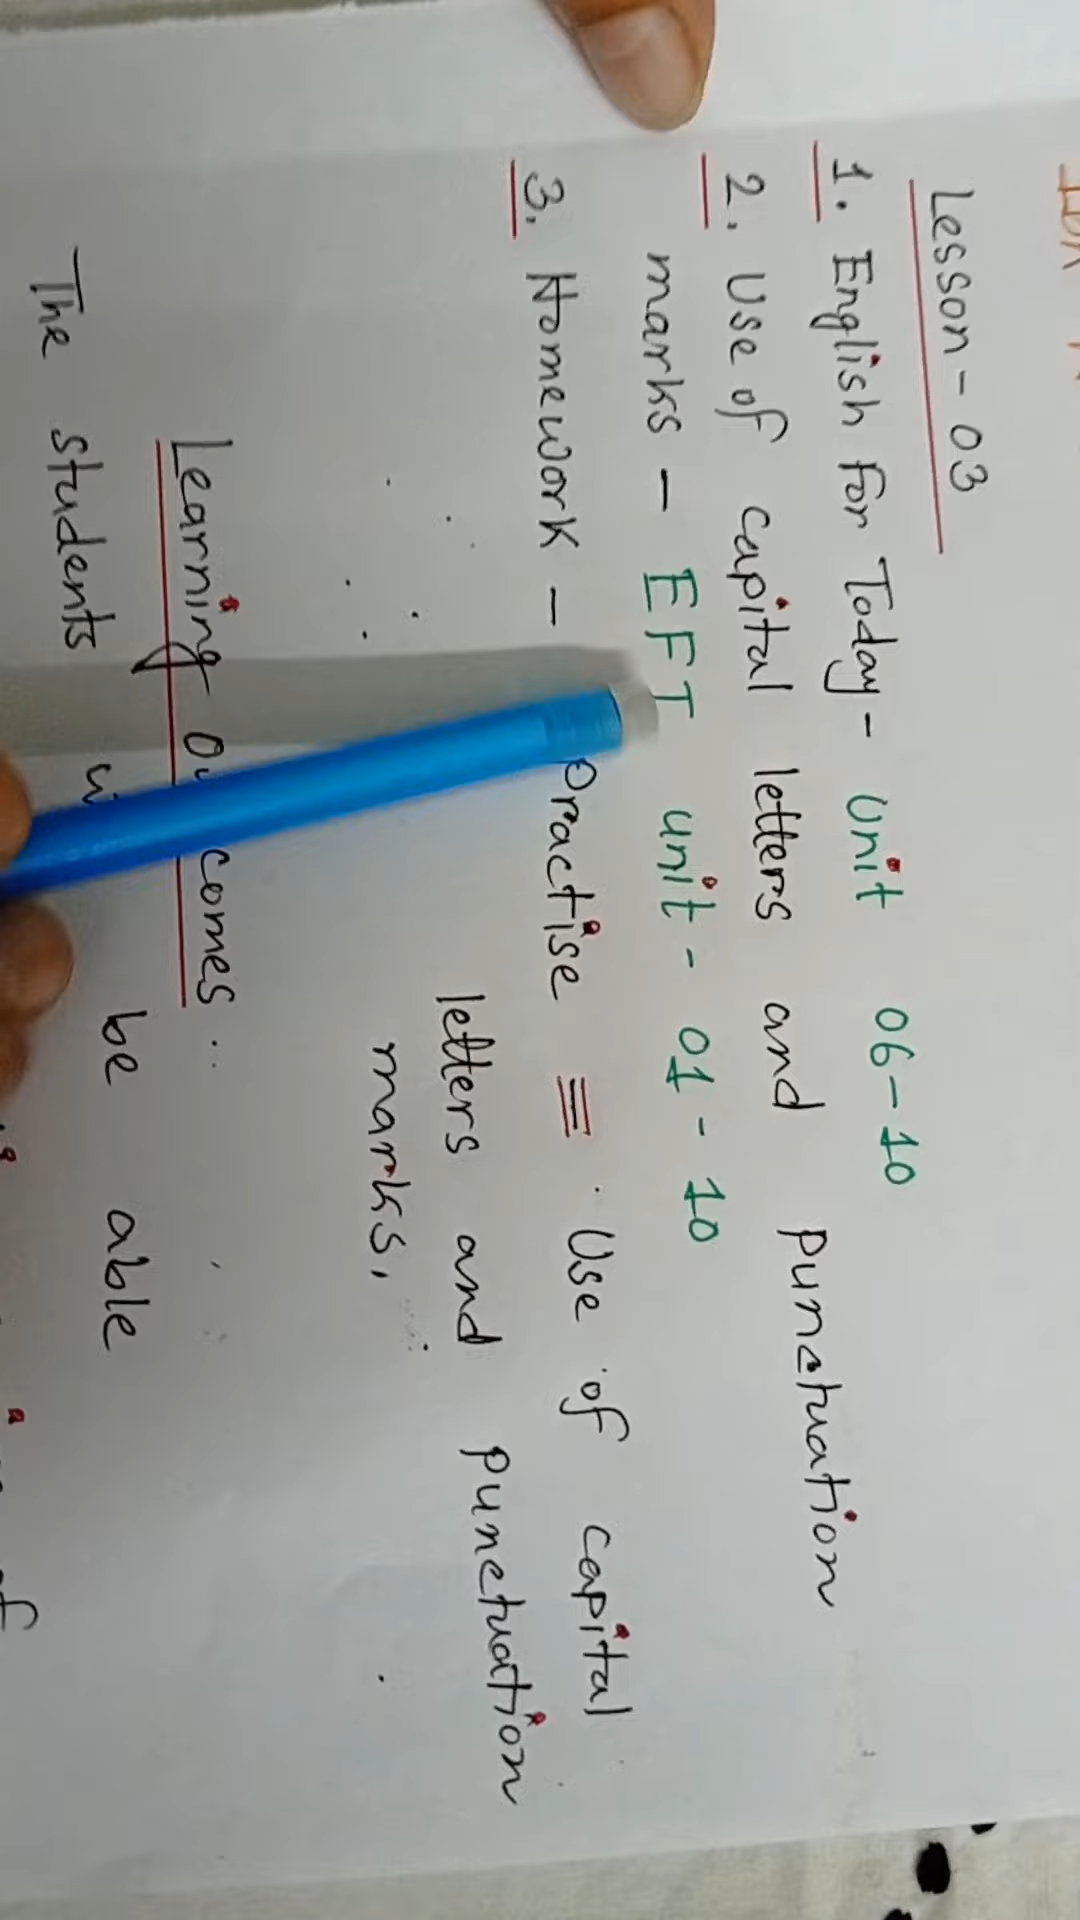 Lesson - 03
1. English For Today - Unit 06-10
2. Use of capital letters and punctuation
marks - EFT unit - 01 - 10
3. Homework - Practise = Use of capital
letters and punctuation
marks.
Learning Outcomes
The students be able